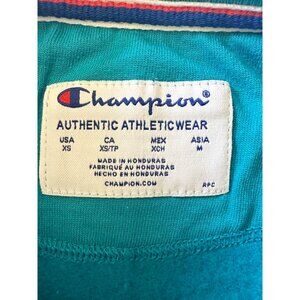 Champion®
AUTHENTIC ATHLETICWEAR
USA CA MEX ASIA
XS XS/TP XCH M
MADE IN HONDURAS
FABRIQUÉ AU HONDURAS
HECHO EN HONDURAS
CHAMPION.COM RPC